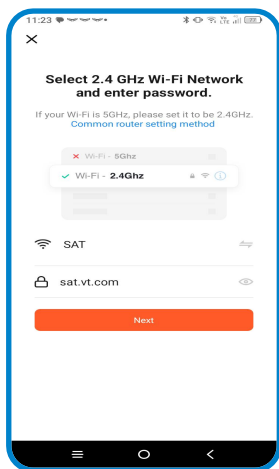 11:23
Select 2.4 GHz Wi-Fi Network
and enter password.
If your Wi-Fi is 5GHz, please set it to be 2.4GHz.
Common router setting method
Wi-Fi - 5Ghz
Wi-Fi - 2.4Ghz
SAT
sat.vt.com
Next